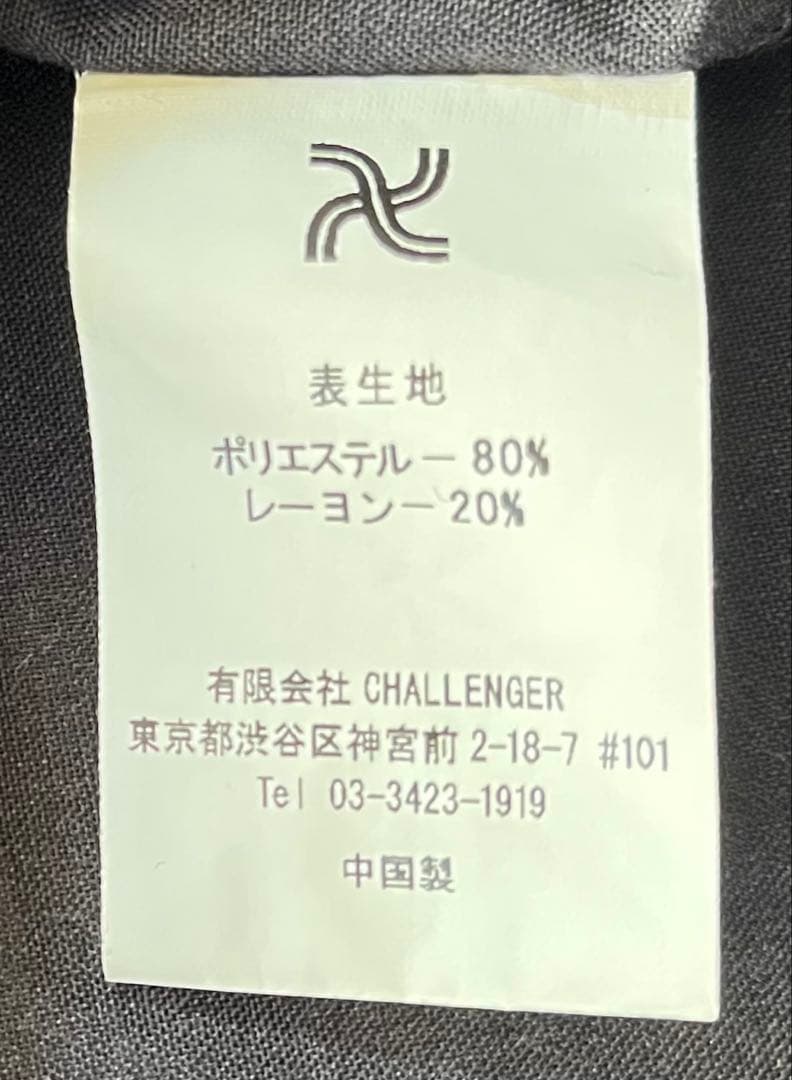 表生地
ポリエステルー 80%
レーヨンー 20%
有限会社 CHALLENGER
東京都渋谷区神宮前 2-18-7 #101
Tel 03-3423-1919
中国製